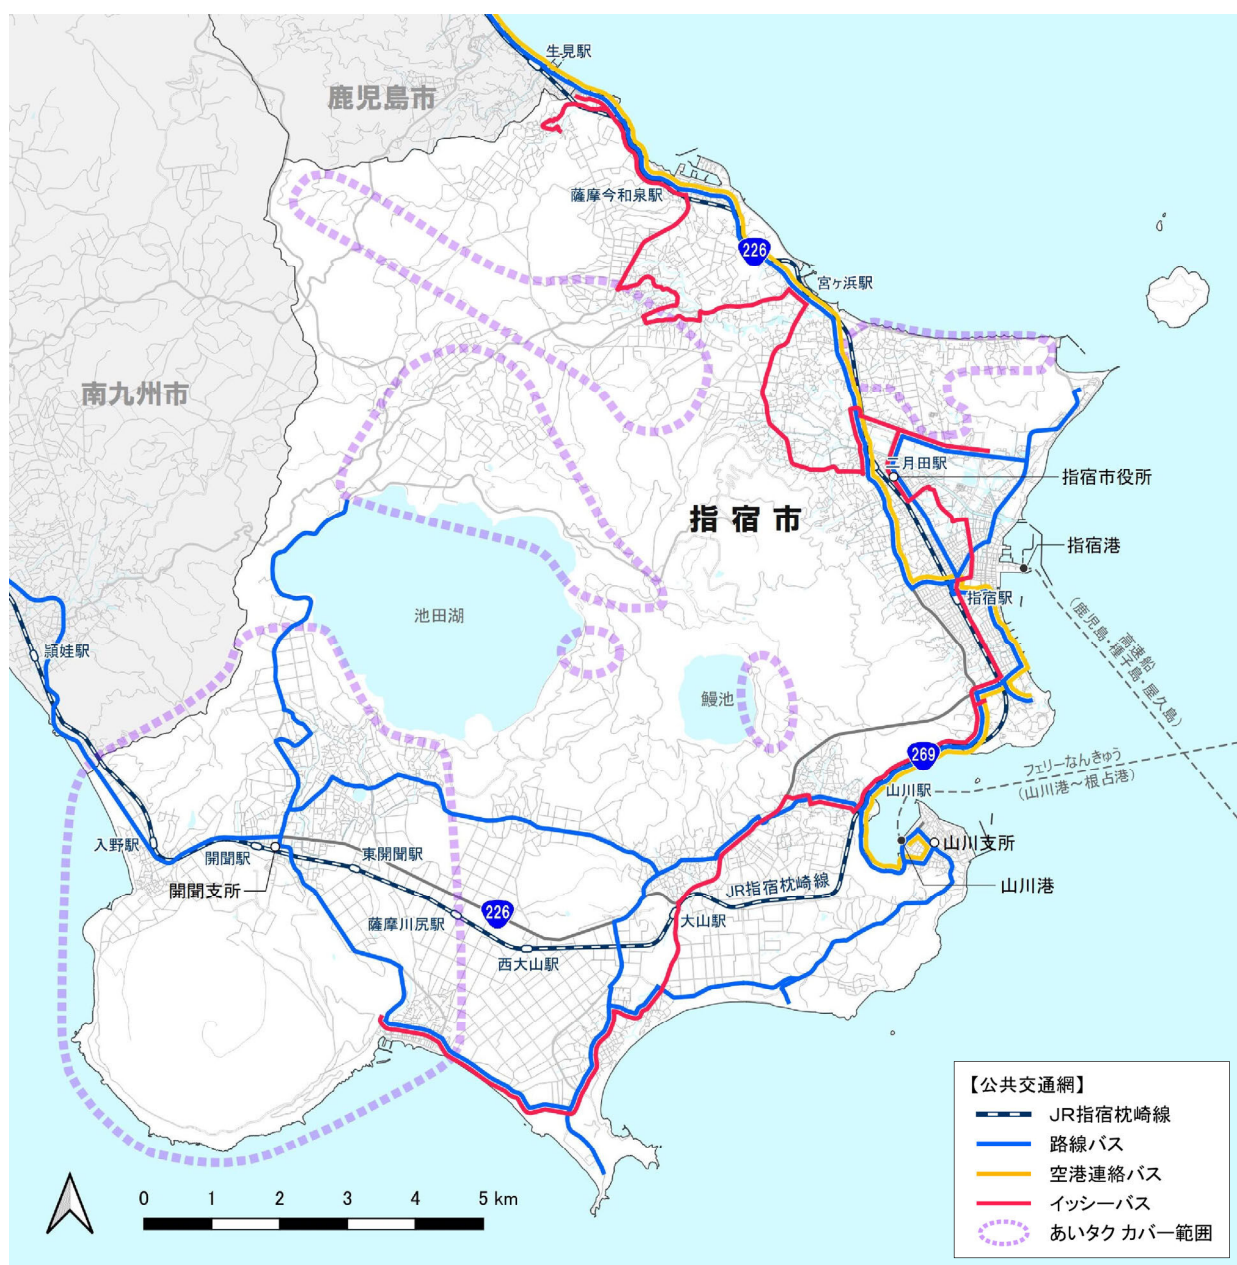 生見駅
鹿児島市
薩摩今和泉駅
226
宮ヶ浜駅
南九州市
二月田駅
指宿市役所
指宿市
指宿港
指宿駅
池田湖
(鹿児島・種子島・屋久島)
高速船
頴娃駅
鰻池
269
フェリーなんきゅう
(山川港～根占港)
山川駅
入野駅
開聞駅
東開聞駅
山川支所
開聞支所
JR指宿枕崎線
山川港
226
薩摩川尻駅
大山駅
西大山駅
【公共交通網】
JR指宿枕崎線
路線バス
空港連絡バス
イッシーバス
あいタク カバー範囲
0 1 2 3 4 5 km